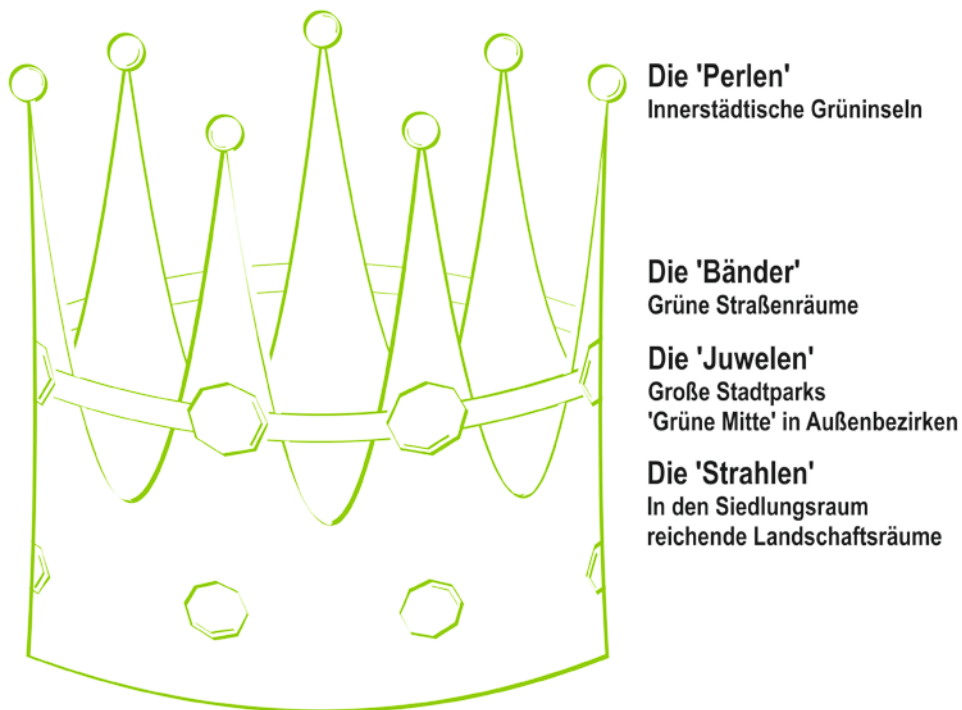 Die 'Perlen'
Innerstädtische Grüninseln
Die 'Bänder'
Grüne Straßenräume
Die 'Juwelen'
Große Stadtparks
'Grüne Mitte' in Außenbezirken
Die 'Strahlen'
In den Siedlungsraum
reichende Landschaftsräume